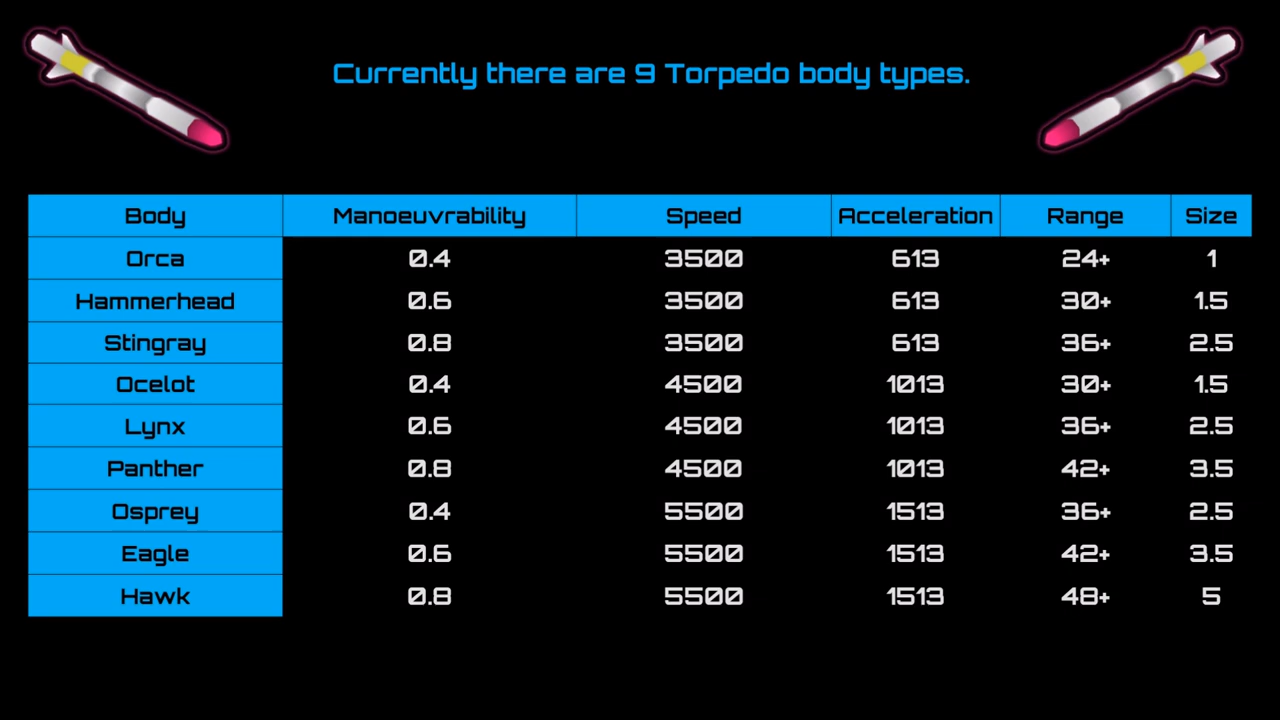 Currently there are 9 Torpedo body types.
Body Manoeuvrability Speed Acceleration Range Size
Orca 0.4 3500 613 24+ 1
Hammerhead 0.6 3500 613 30+ 1.5
Stingray 0.8 3500 613 36+ 2.5
Ocelot 0.4 4500 1013 30+ 1.5
Lynx 0.6 4500 1013 36+ 2.5
Panther 0.8 4500 1013 42+ 3.5
Osprey 0.4 5500 1513 36+ 2.5
Eagle 0.6 5500 1513 42+ 3.5
Hawk 0.8 5500 1513 48+ 5